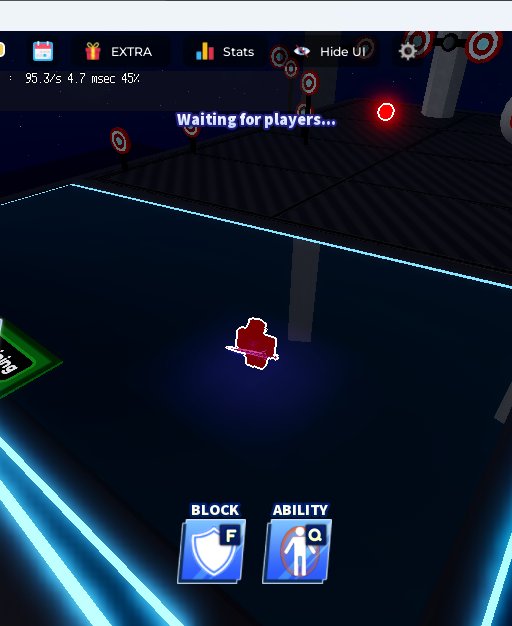 EXTRA
Stats
Hide UI
: 95.3/s 4.7 msec 45%
Waiting for players...
BLOCK
ABILITY
F
Q